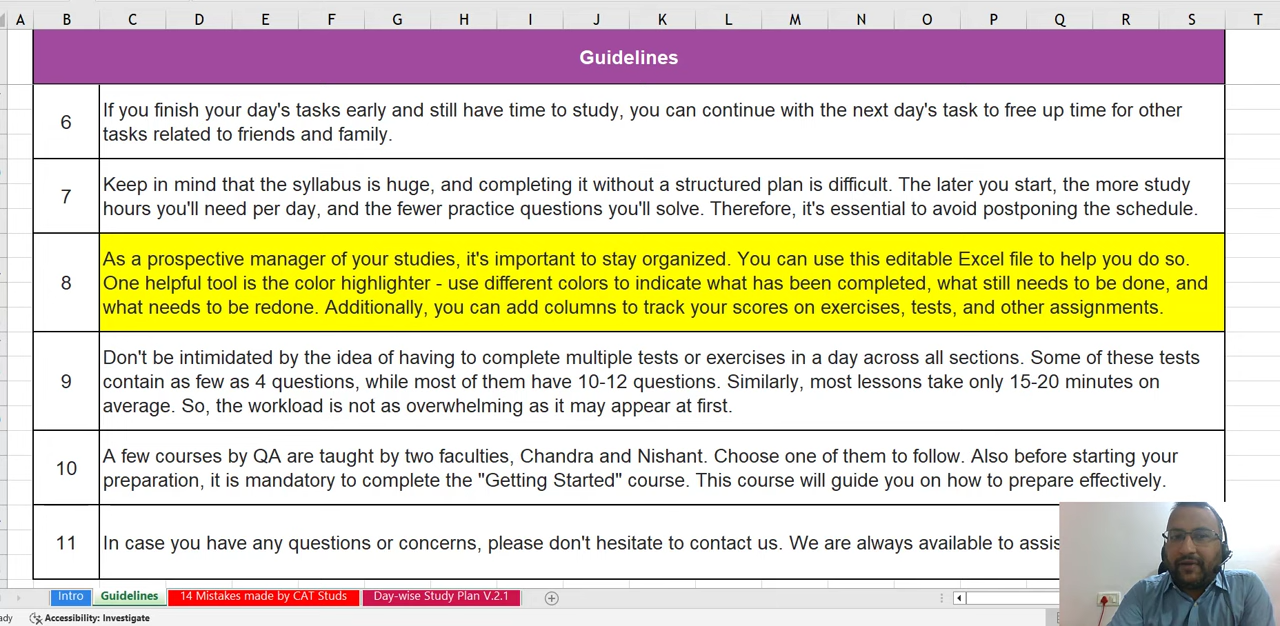 A B C D E F G H I J K L M N O P Q R S T
Guidelines
6
If you finish your day's tasks early and still have time to study, you can continue with the next day's task to free up time for other
tasks related to friends and family.
7
Keep in mind that the syllabus is huge, and completing it without a structured plan is difficult. The later you start, the more study
hours you'll need per day, and the fewer practice questions you'll solve. Therefore, it's essential to avoid postponing the schedule.
8
As a prospective manager of your studies, it's important to stay organized. You can use this editable Excel file to help you do so.
One helpful tool is the color highlighter - use different colors to indicate what has been completed, what still needs to be done, and
what needs to be redone. Additionally, you can add columns to track your scores on exercises, tests, and other assignments.
9
Don't be intimidated by the idea of having to complete multiple tests or exercises in a day across all sections. Some of these tests
contain as few as 4 questions, while most of them have 10-12 questions. Similarly, most lessons take only 15-20 minutes on
average. So, the workload is not as overwhelming as it may appear at first.
10
A few courses by QA are taught by two faculties, Chandra and Nishant. Choose one of them to follow. Also before starting your
preparation, it is mandatory to complete the "Getting Started" course. This course will guide you on how to prepare effectively.
11
In case you have any questions or concerns, please don't hesitate to contact us. We are always available to assis
Intro Guidelines 14 Mistakes made by CAT Studs Day-wise Study Plan V.2.1
ady Accessibility: Investigate